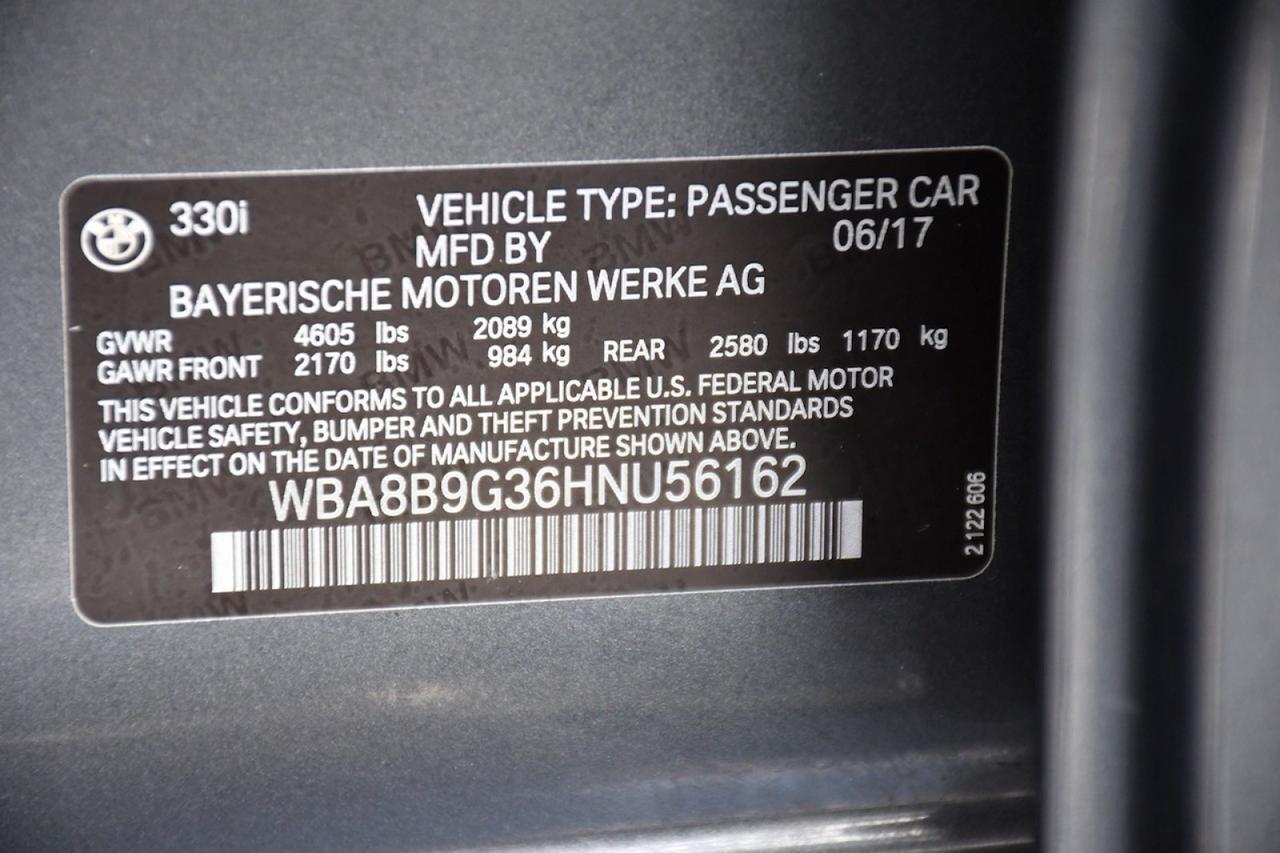 330i VEHICLE TYPE: PASSENGER CAR
MFD BY 06/17
BAYERISCHE MOTOREN WERKE AG
GVWR 4605 lbs 2089 kg
GAWR FRONT 2170 lbs 984 kg REAR 2580 lbs 1170 kg
THIS VEHICLE CONFORMS TO ALL APPLICABLE U.S. FEDERAL MOTOR
VEHICLE SAFETY, BUMPER AND THEFT PREVENTION STANDARDS
IN EFFECT ON THE DATE OF MANUFACTURE SHOWN ABOVE.
WBA8B9G36HNU56162
2 122 606